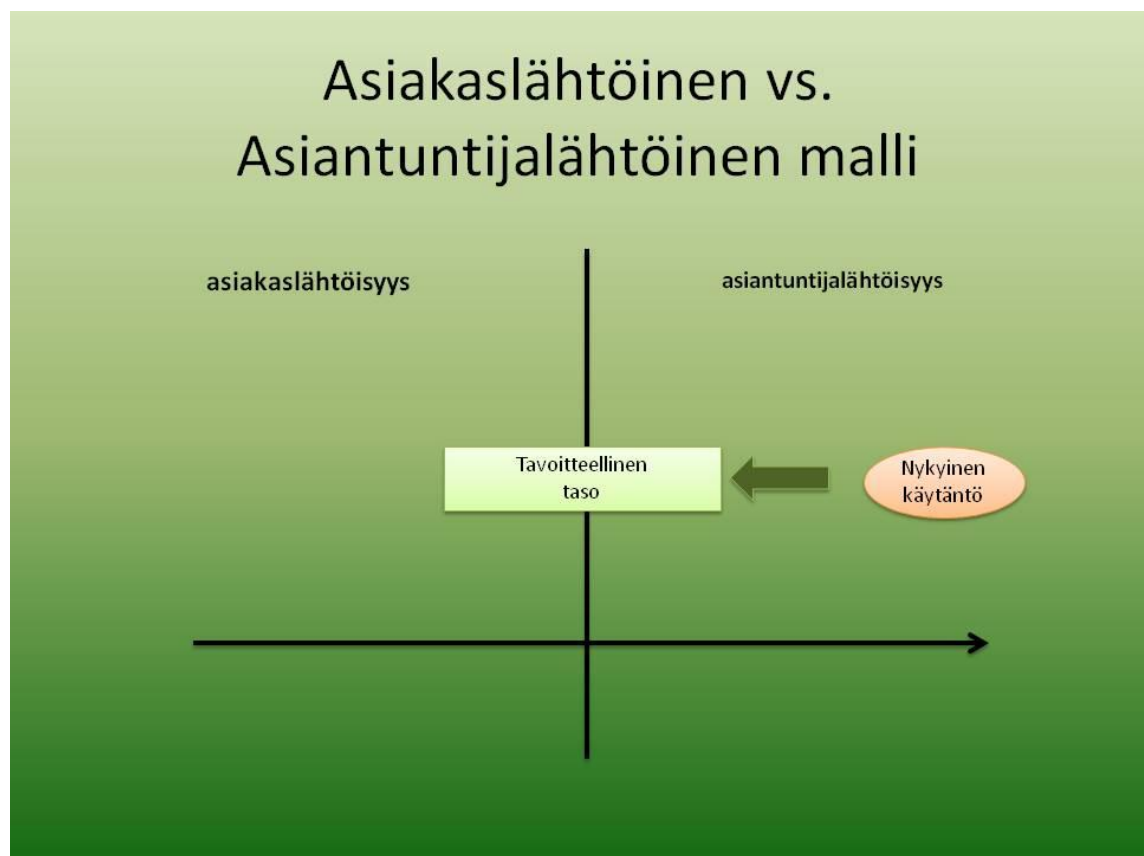 Asiakaslähtöinen vs.
Asiantuntijalähtöinen malli
asiakaslähtöisyys
asiantuntijalähtöisyys
Tavoitteellinen
taso
Nykyinen
käytäntö